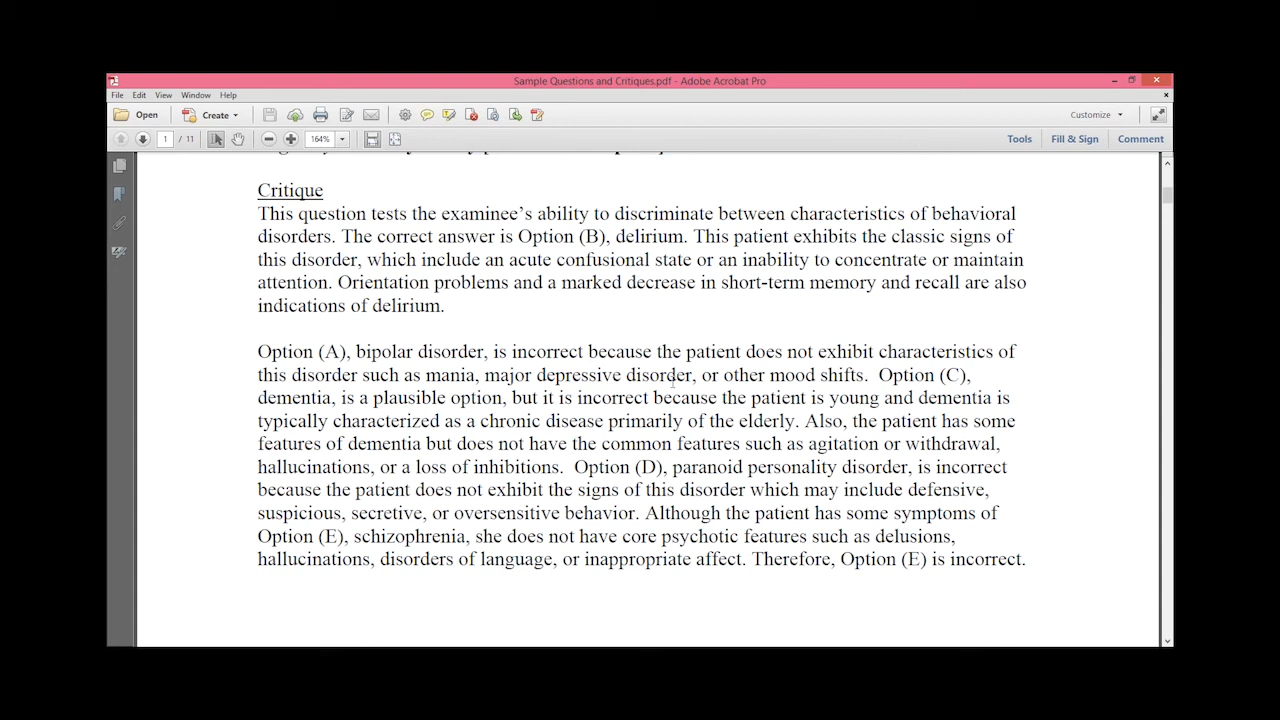 Sample Questions and Critiques.pdf - Adobe Acrobat Pro
File Edit View Window Help
Open Create Customize
1 / 11 164% Tools Fill & Sign Comment
Critique
This question tests the examinee’s ability to discriminate between characteristics of behavioral
disorders. The correct answer is Option (B), delirium. This patient exhibits the classic signs of
this disorder, which include an acute confusional state or an inability to concentrate or maintain
attention. Orientation problems and a marked decrease in short-term memory and recall are also
indications of delirium.
Option (A), bipolar disorder, is incorrect because the patient does not exhibit characteristics of
this disorder such as mania, major depressive disorder, or other mood shifts. Option (C),
dementia, is a plausible option, but it is incorrect because the patient is young and dementia is
typically characterized as a chronic disease primarily of the elderly. Also, the patient has some
features of dementia but does not have the common features such as agitation or withdrawal,
hallucinations, or a loss of inhibitions. Option (D), paranoid personality disorder, is incorrect
because the patient does not exhibit the signs of this disorder which may include defensive,
suspicious, secretive, or oversensitive behavior. Although the patient has some symptoms of
Option (E), schizophrenia, she does not have core psychotic features such as delusions,
hallucinations, disorders of language, or inappropriate affect. Therefore, Option (E) is incorrect.